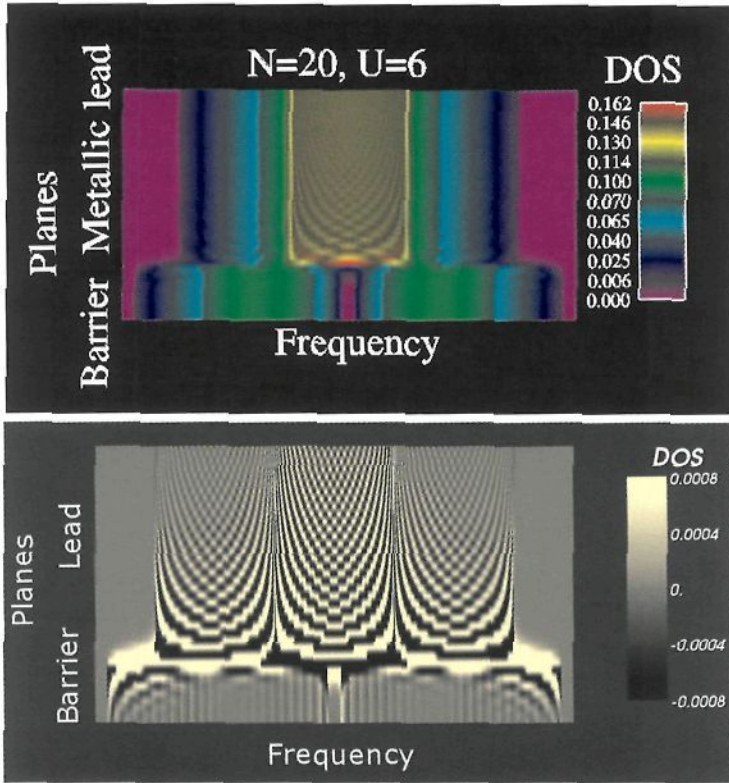 N=20, U=6
DOS
Planes
Metallic lead
Barrier
0.162
0.146
0.130
0.114
0.100
0.070
0.065
0.040
0.025
0.006
0.000
Frequency
DOS
Planes
Lead
Barrier
0.0008
0.0004
0.
-0.0004
-0.0008
Frequency